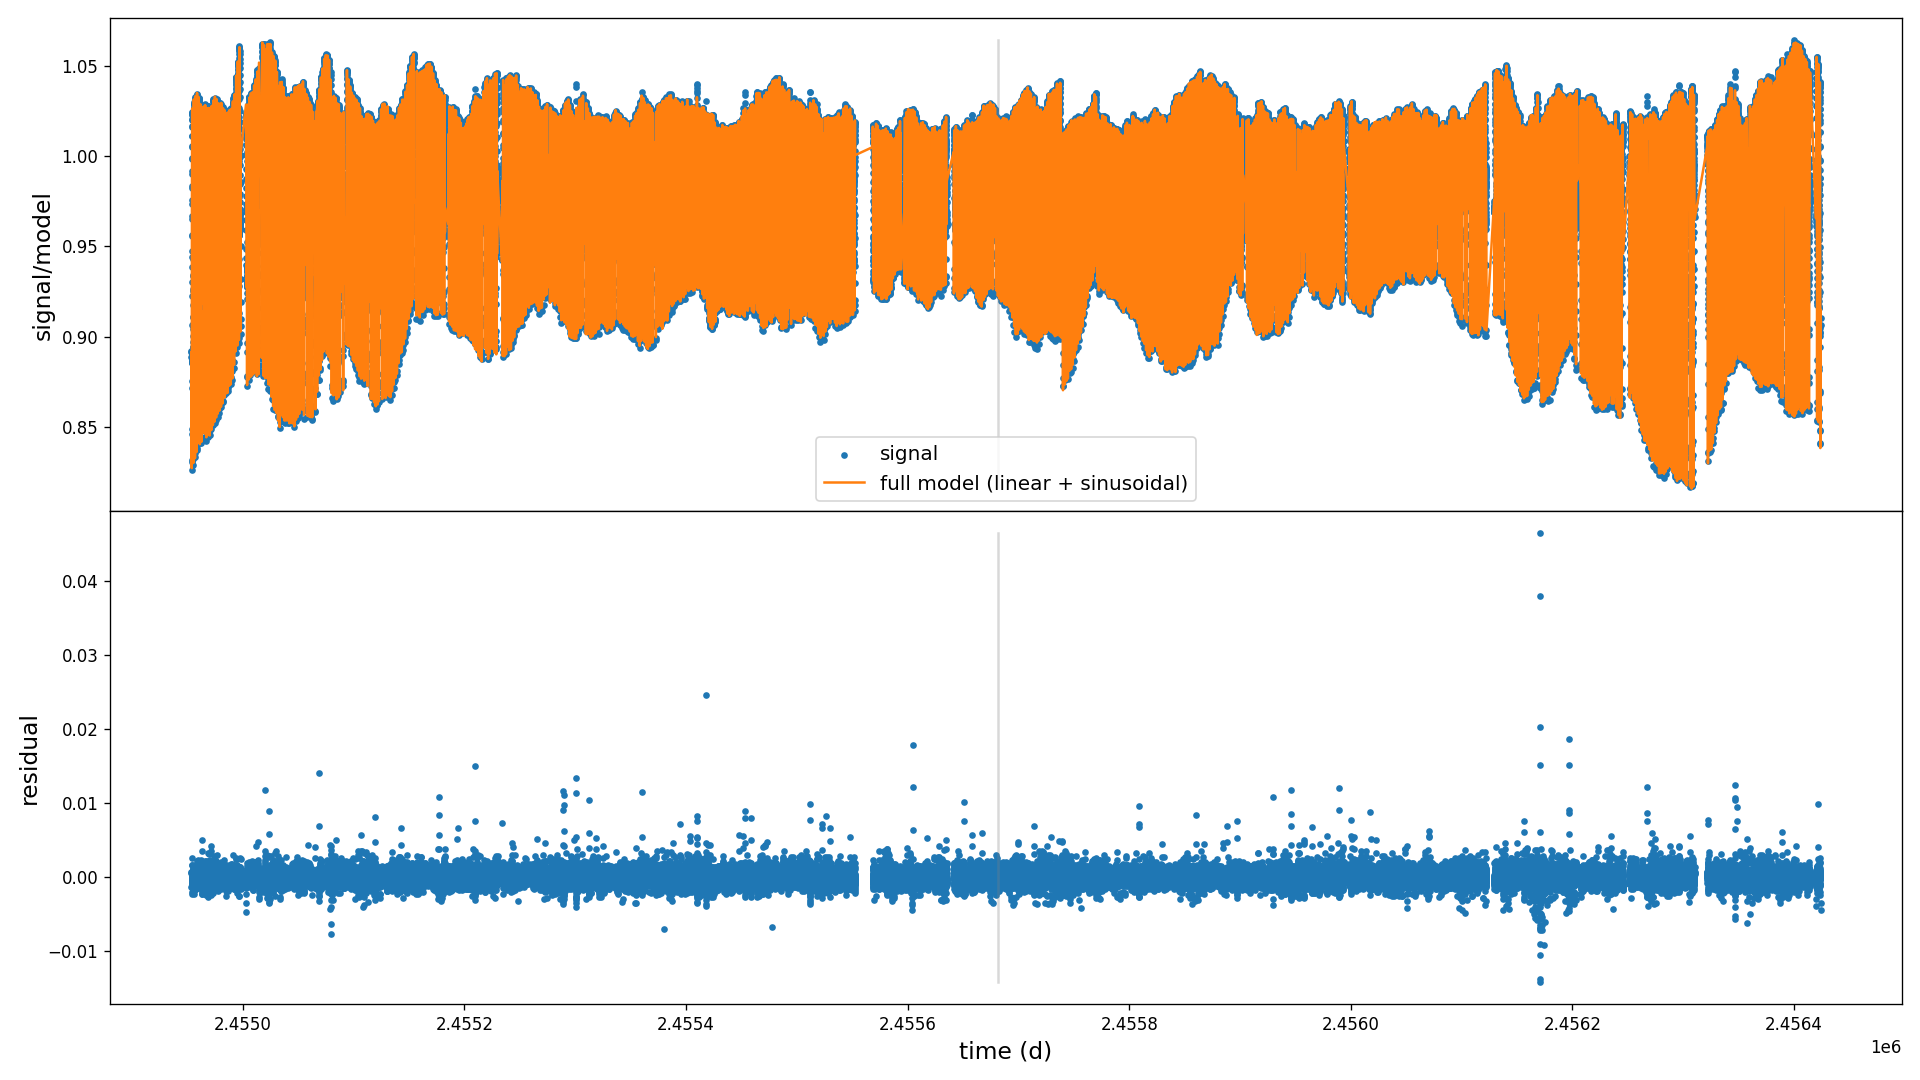 1.05
1.00
0.95
0.90
0.85
signal/model
signal
full model (linear + sinusoidal)
0.04
0.03
0.02
0.01
0.00
−0.01
residual
2.4550 2.4552 2.4554 2.4556 2.4558 2.4560 2.4562 2.4564
1e6
time (d)